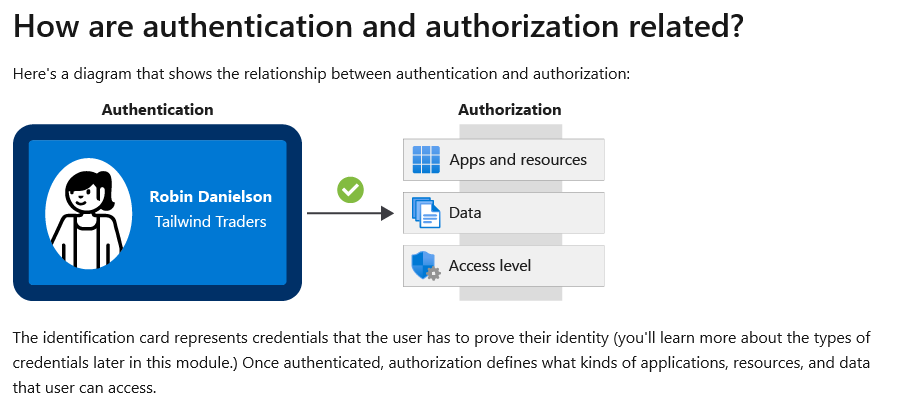 How are authentication and authorization related?
Here's a diagram that shows the relationship between authentication and authorization:
Authentication
Authorization
Robin Danielson
Tailwind Traders
Apps and resources
Data
Access level
The identification card represents credentials that the user has to prove their identity (you'll learn more about the types of
credentials later in this module.) Once authenticated, authorization defines what kinds of applications, resources, and data
that user can access.